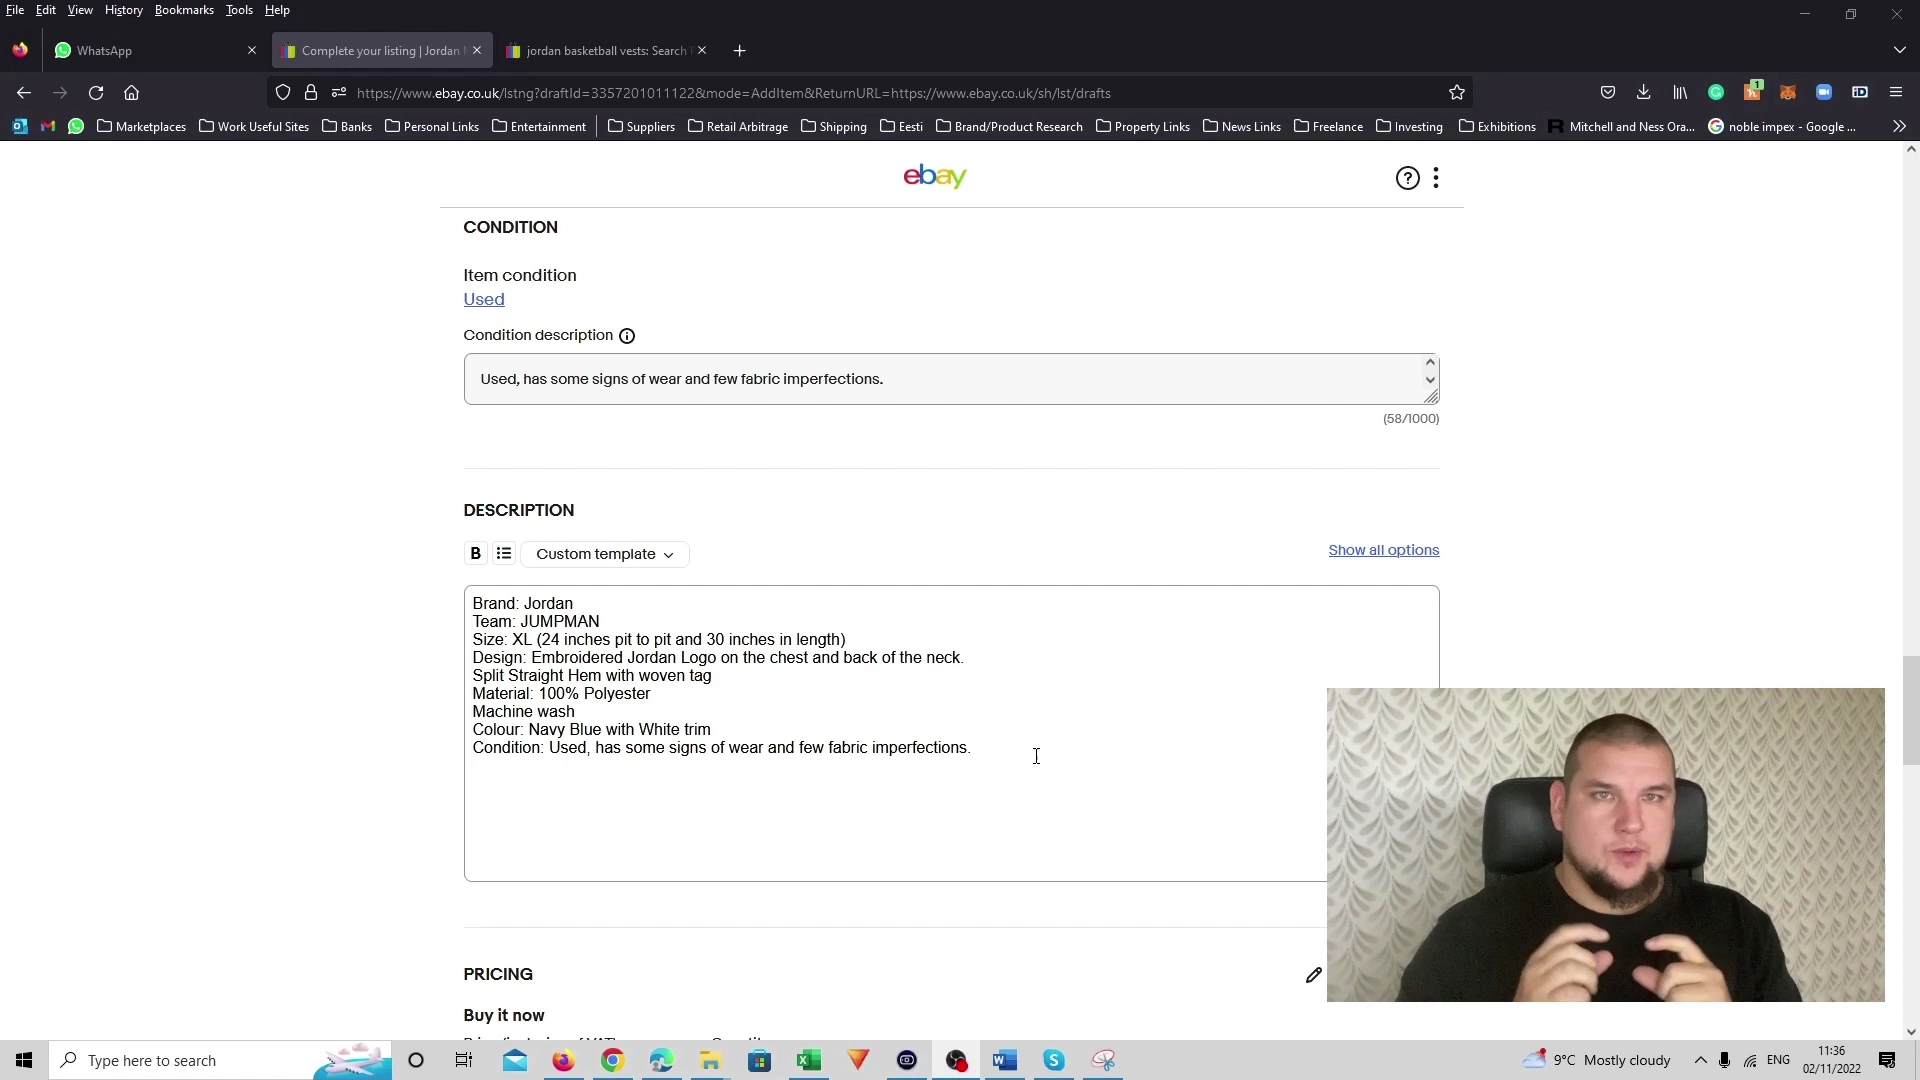 File Edit View History Bookmarks Tools Help
WhatsApp
Complete your listing | Jordan
jordan basketball vests: Search
https://www.ebay.co.uk/lstng?draftId=3357201011122&mode=AddItem&ReturnURL=https://www.ebay.co.uk/sh/lst/drafts
1
Marketplaces Work Useful Sites Banks Personal Links Entertainment Suppliers Retail Arbitrage Shipping Eesti Brand/Product Research Property Links News Links Freelance Investing Exhibitions Mitchell and Ness Ora... noble impex - Google ...
ebay
CONDITION
Item condition
Used
Condition description
Used, has some signs of wear and few fabric imperfections.
(58/1000)
DESCRIPTION
B Custom template
Show all options
Brand: Jordan
Team: JUMPMAN
Size: XL (24 inches pit to pit and 30 inches in length)
Design: Embroidered Jordan Logo on the chest and back of the neck.
Split Straight Hem with woven tag
Material: 100% Polyester
Machine wash
Colour: Navy Blue with White trim
Condition: Used, has some signs of wear and few fabric imperfections.
PRICING
Buy it now
Type here to search
9°C Mostly cloudy
ENG
11:36
02/11/2022